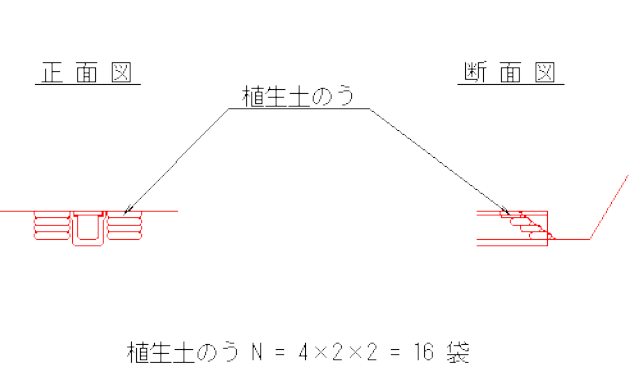 正面図
断面図
植生土のう
植生土のう N = 4×2×2 = 16 袋